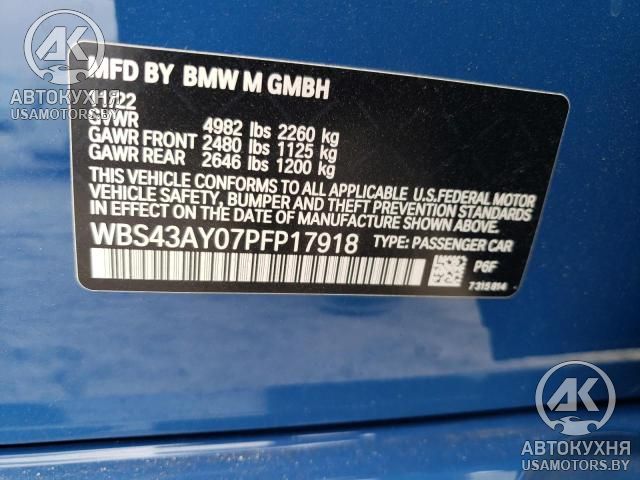 AK
АВТОКУХНЯ
USAMOTORS.BY
MFD BY BMW M GMBH
11/22
GVWR 4982 lbs 2260 kg
GAWR FRONT 2480 lbs 1125 kg
GAWR REAR 2646 lbs 1200 kg
THIS VEHICLE CONFORMS TO ALL APPLICABLE U.S.FEDERAL MOTOR
VEHICLE SAFETY, BUMPER AND THEFT PREVENTION STANDARDS
IN EFFECT ON THE DATE OF MANUFACTURE SHOWN ABOVE.
WBS43AY07PFP17918 TYPE:PASSENGER CAR
P6F
7315814
AK
АВТОКУХНЯ
USAMOTORS.BY